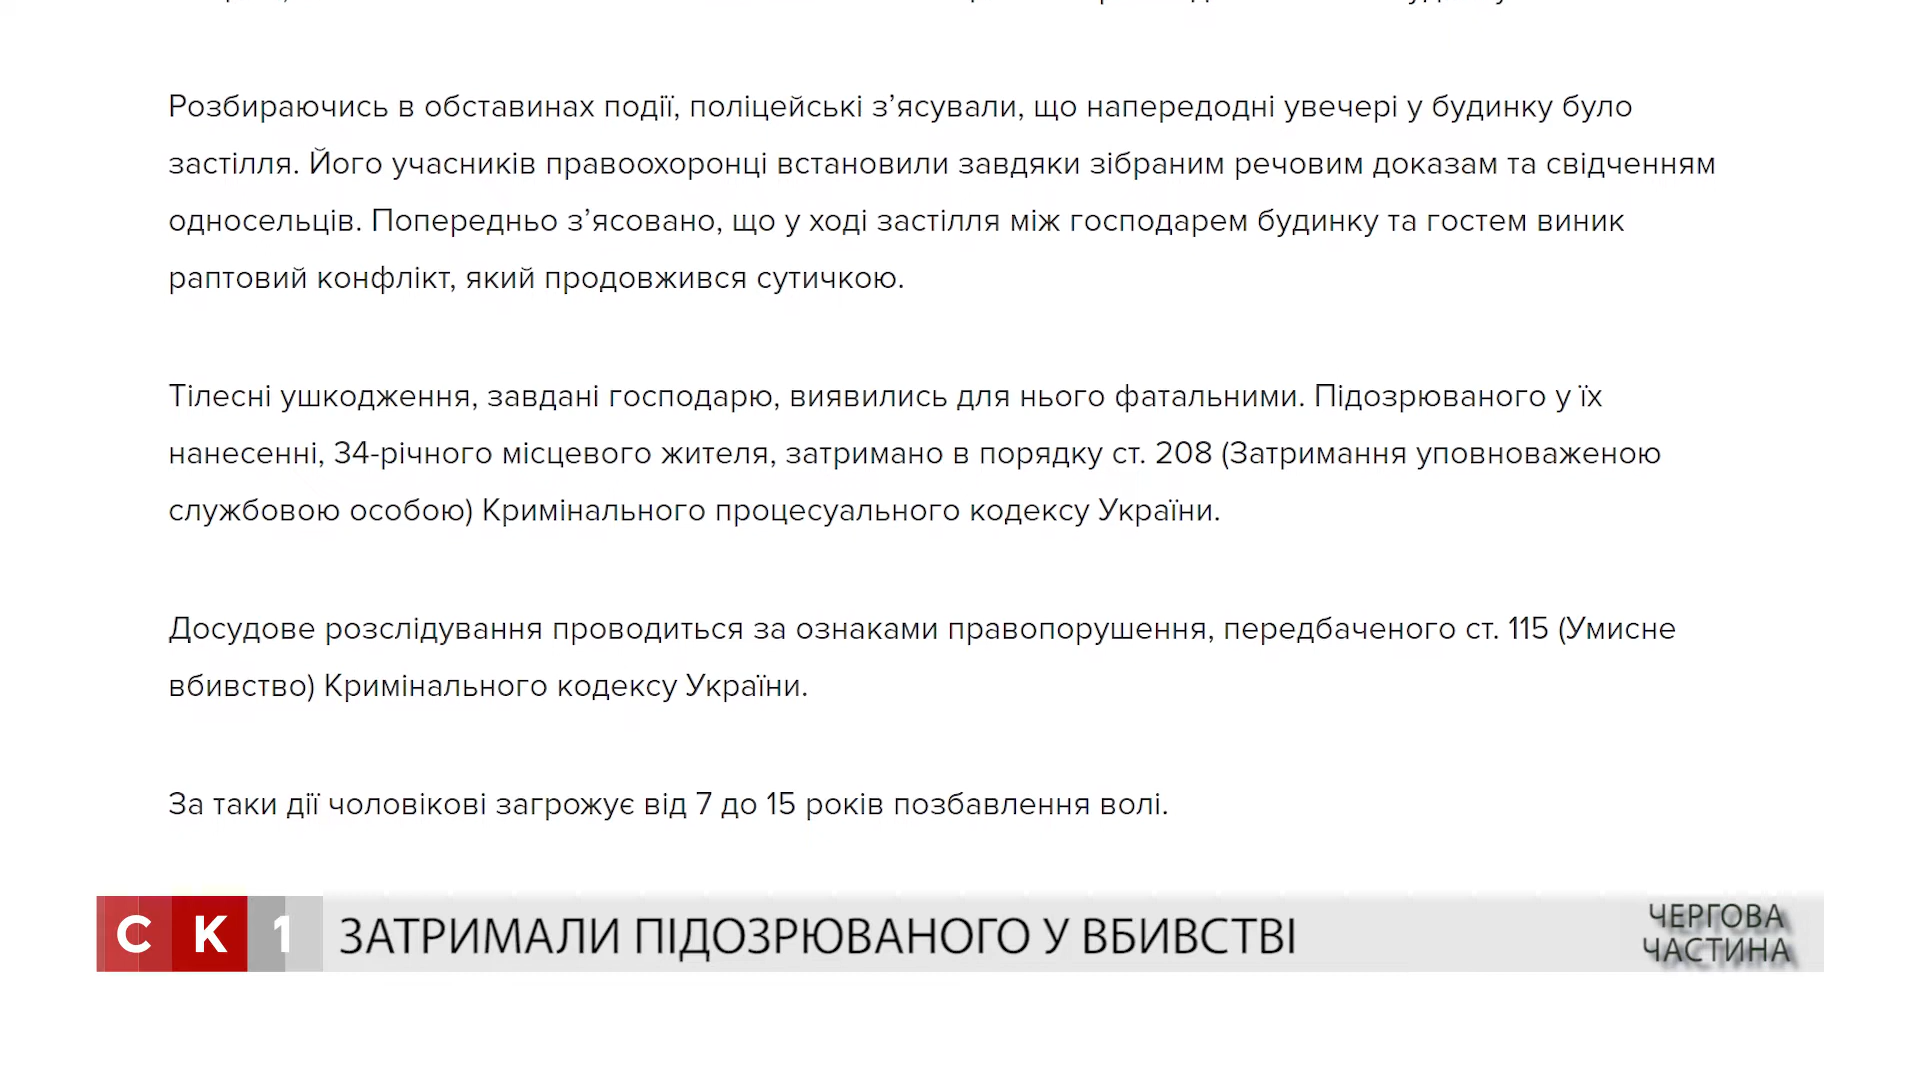 Розбираючись в обставинах події, поліцейські з’ясували, що напередодні увечері у будинку було
застілля. Його учасників правоохоронці встановили завдяки зібраним речовим доказам та свідченням
односельців. Попередньо з’ясовано, що у ході застілля між господарем будинку та гостем виник
раптовий конфлікт, який продовжився сутичкою.
Тілесні ушкодження, завдані господарю, виявились для нього фатальними. Підозрюваного у їх
нанесенні, 34-річного місцевого жителя, затримано в порядку ст. 208 (Затримання уповноваженою
службовою особою) Кримінального процесуального кодексу України.
Досудове розслідування проводиться за ознаками правопорушення, передбаченого ст. 115 (Умисне
вбивство) Кримінального кодексу України.
За таки дії чоловікові загрожує від 7 до 15 років позбавлення волі.
СК1 ЗАТРИМАЛИ ПІДОЗРЮВАНОГО У ВБИВСТВІ
ЧЕРГОВА
ЧАСТИНА